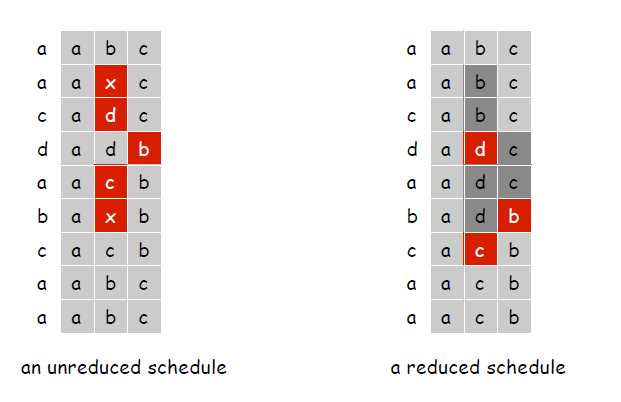 a a b c a a b c
a a x c a a b c
c a d c c a b c
d a d b d a d c
a a c b a a d c
b a x b b a d b
c a c b c a c b
a a b c a a c b
a a b c a a c b
an unreduced schedule a reduced schedule